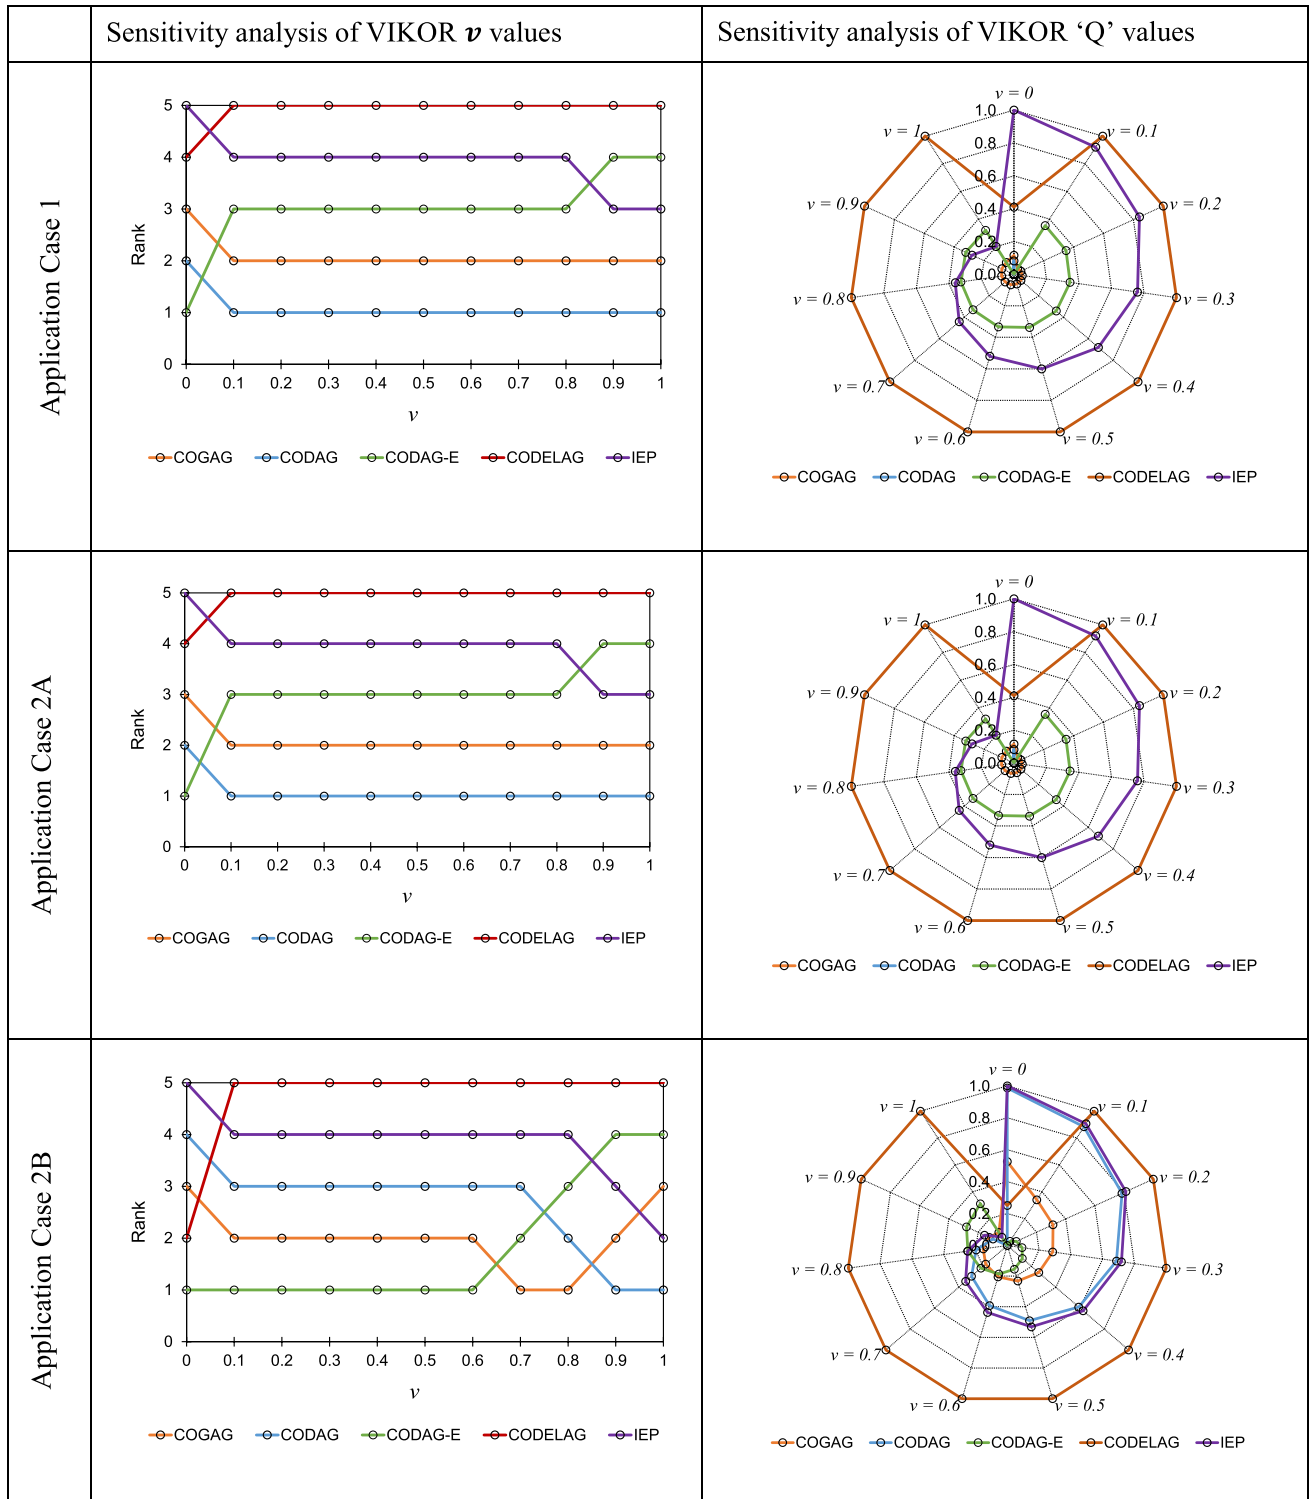 Sensitivity analysis of VIKOR v values
Sensitivity analysis of VIKOR ‘Q’ values
Application Case 1
5
4
3
2
1
0
Rank
0 0.1 0.2 0.3 0.4 0.5 0.6 0.7 0.8 0.9 1
v
COGAG CODAG CODAG-E CODELAG IEP
v = 0
v = 0.1
v = 0.2
v = 0.3
v = 0.4
v = 0.5
v = 0.6
v = 0.7
v = 0.8
v = 0.9
v = 1
1.0
0.8
0.6
0.4
0.2
0.0
COGAG CODAG CODAG-E CODELAG IEP
Application Case 2A
5
4
3
2
1
0
Rank
0 0.1 0.2 0.3 0.4 0.5 0.6 0.7 0.8 0.9 1
v
COGAG CODAG CODAG-E CODELAG IEP
v = 0
v = 0.1
v = 0.2
v = 0.3
v = 0.4
v = 0.5
v = 0.6
v = 0.7
v = 0.8
v = 0.9
v = 1
1.0
0.8
0.6
0.4
0.2
0.0
COGAG CODAG CODAG-E CODELAG IEP
Application Case 2B
5
4
3
2
1
0
Rank
0 0.1 0.2 0.3 0.4 0.5 0.6 0.7 0.8 0.9 1
v
COGAG CODAG CODAG-E CODELAG IEP
v = 0
v = 0.1
v = 0.2
v = 0.3
v = 0.4
v = 0.5
v = 0.6
v = 0.7
v = 0.8
v = 0.9
v = 1
1.0
0.8
0.6
0.4
0.2
0.0
COGAG CODAG CODAG-E CODELAG IEP